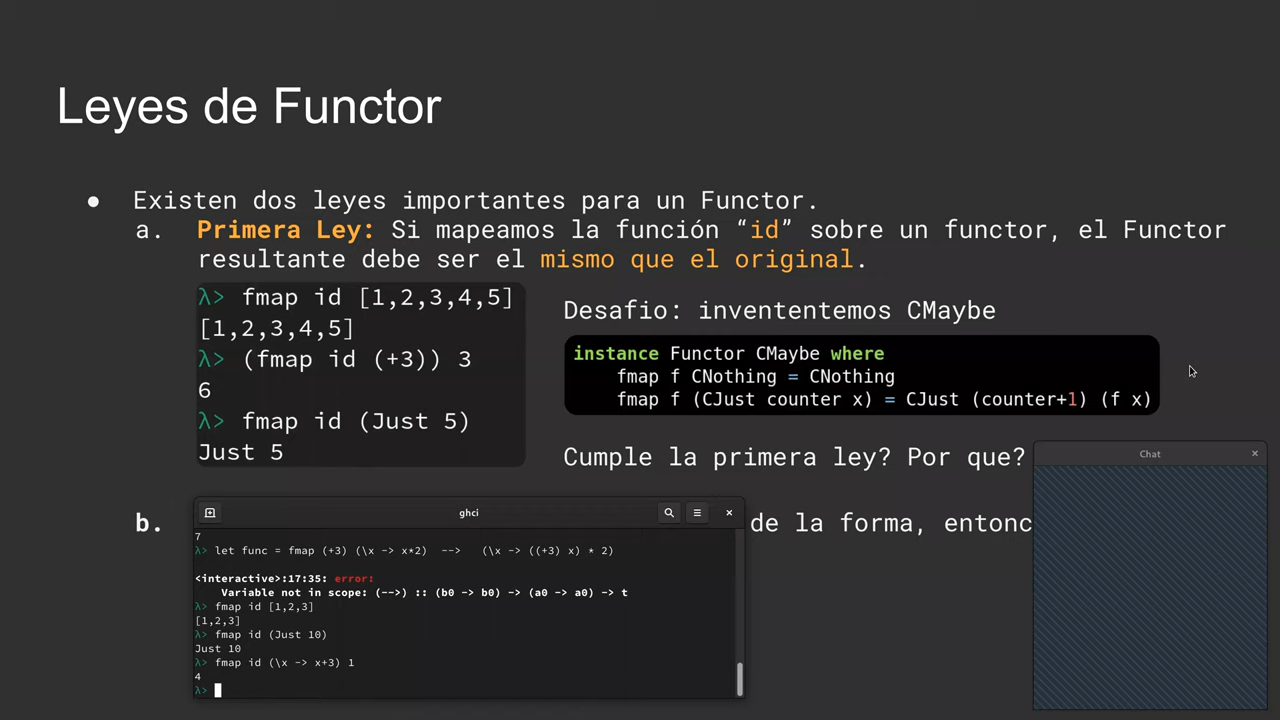 Leyes de Functor
● Existen dos leyes importantes para un Functor.
a. Primera Ley: Si mapeamos la función “id” sobre un functor, el Functor
resultante debe ser el mismo que el original.
λ> fmap id [1,2,3,4,5]
[1,2,3,4,5]
λ> (fmap id (+3)) 3
6
λ> fmap id (Just 5)
Just 5
Desafio: invententemos CMaybe
instance Functor CMaybe where
fmap f CNothing = CNothing
fmap f (CJust counter x) = CJust (counter+1) (f x)
Cumple la primera ley? Por que?
Chat
b. de la forma, entonc
ghci
7
λ> let func = fmap (+3) (\x -> x*2) --> (\x -> ((+3) x) * 2)
<interactive>:17:35: error:
Variable not in scope: (-->) :: (b0 -> b0) -> (a0 -> a0) -> t
λ> fmap id [1,2,3]
[1,2,3]
λ> fmap id (Just 10)
Just 10
λ> fmap id (\x -> x+3) 1
4
λ>